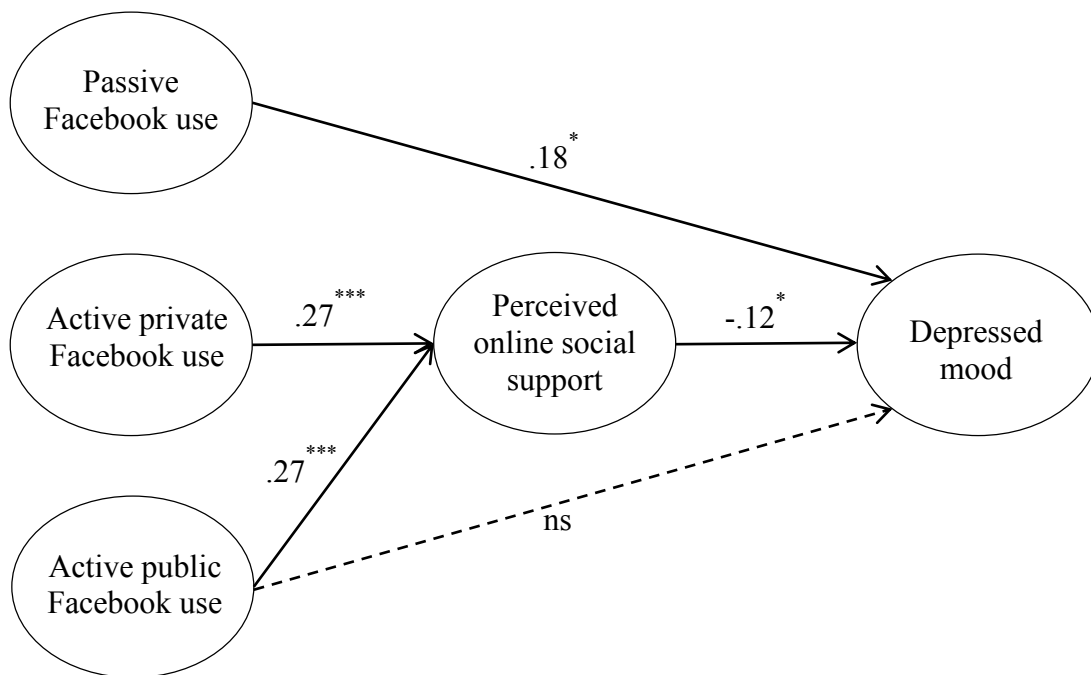 Passive
Facebook use
.18*
Active private
Facebook use
.27***
Perceived
online social
support
-.12*
Depressed
mood
.27***
ns
Active public
Facebook use